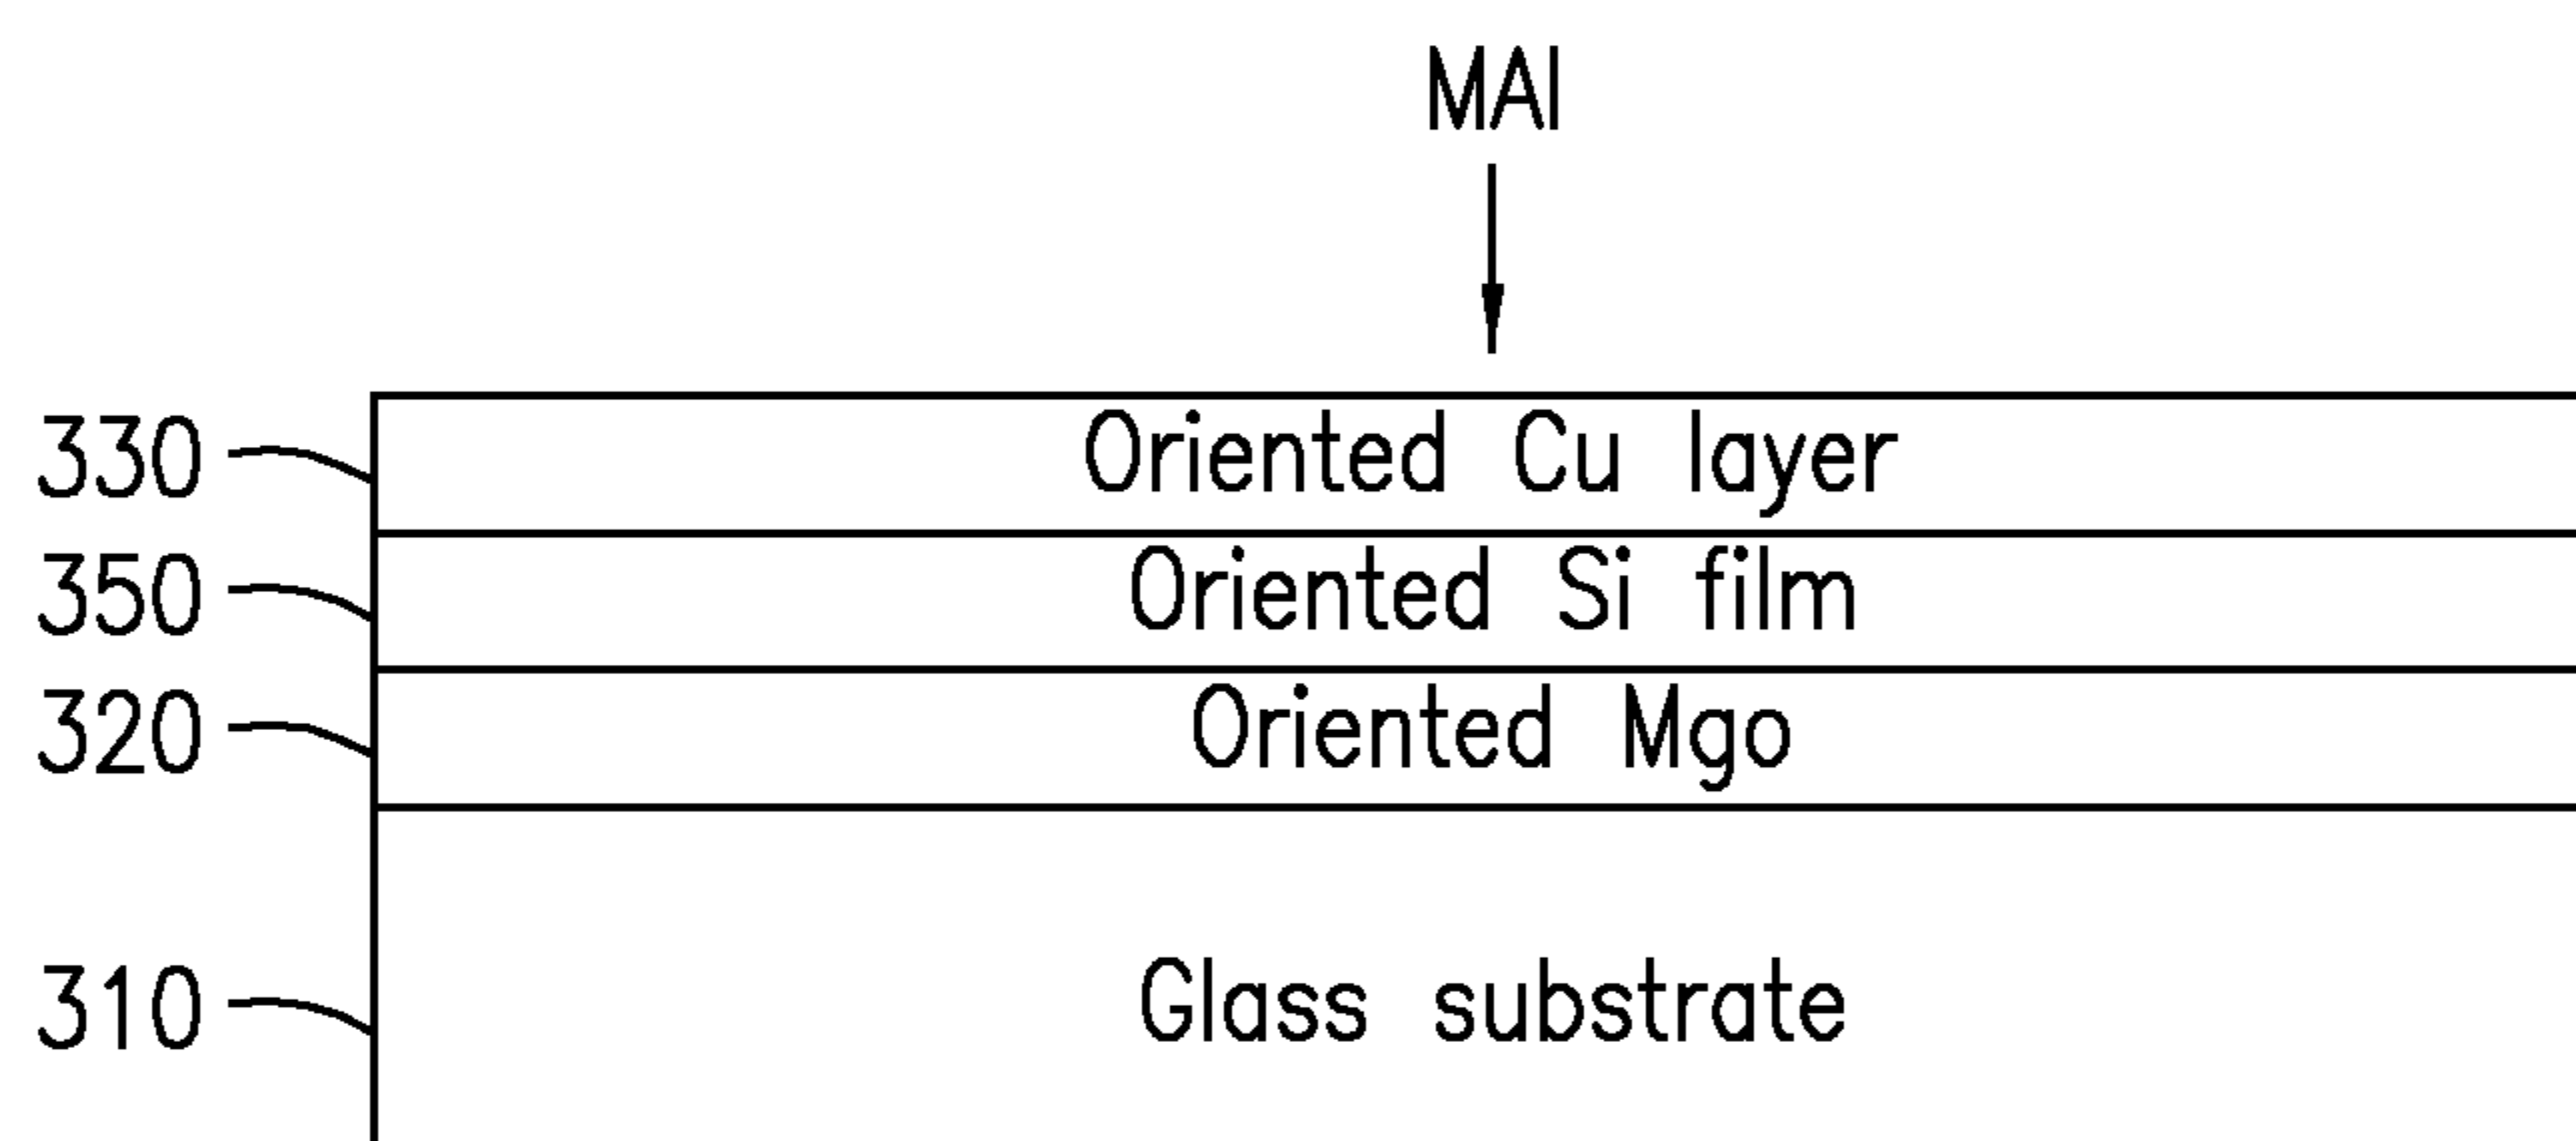 MAI
330 Oriented Cu layer
350 Oriented Si film
320 Oriented Mgo
310 Glass substrate